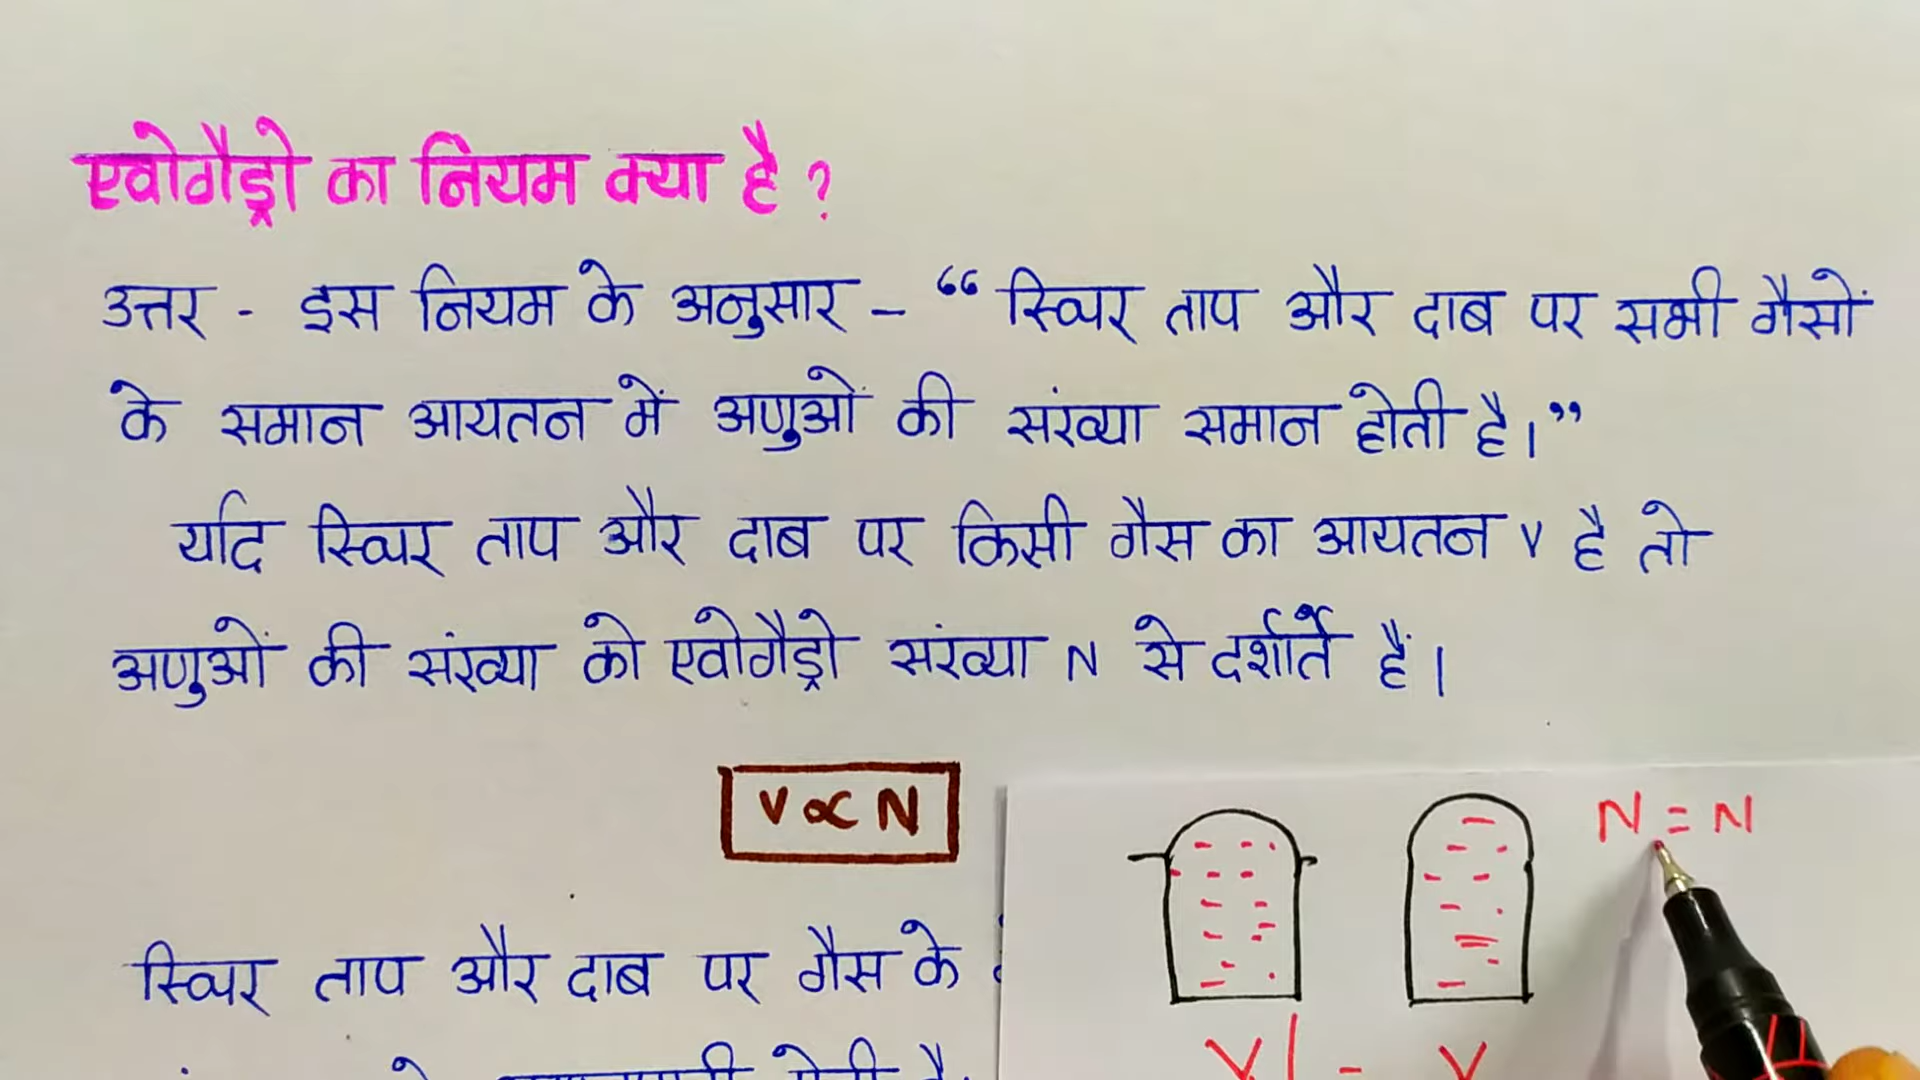 एवोगैड्रो का नियम क्या है ?
उत्तर - इस नियम के अनुसार - “ स्थिर ताप और दाब पर सभी गैसों
के समान आयतन में अणुओं की संख्या समान होती है।”
यदि स्थिर ताप और दाब पर किसी गैस का आयतन V है तो
अणुओं की संख्या को एवोगैड्रो संख्या N से दर्शाते हैं।
V ∝ N
N = N
स्थिर ताप और दाब पर गैस के
V = V
होती है